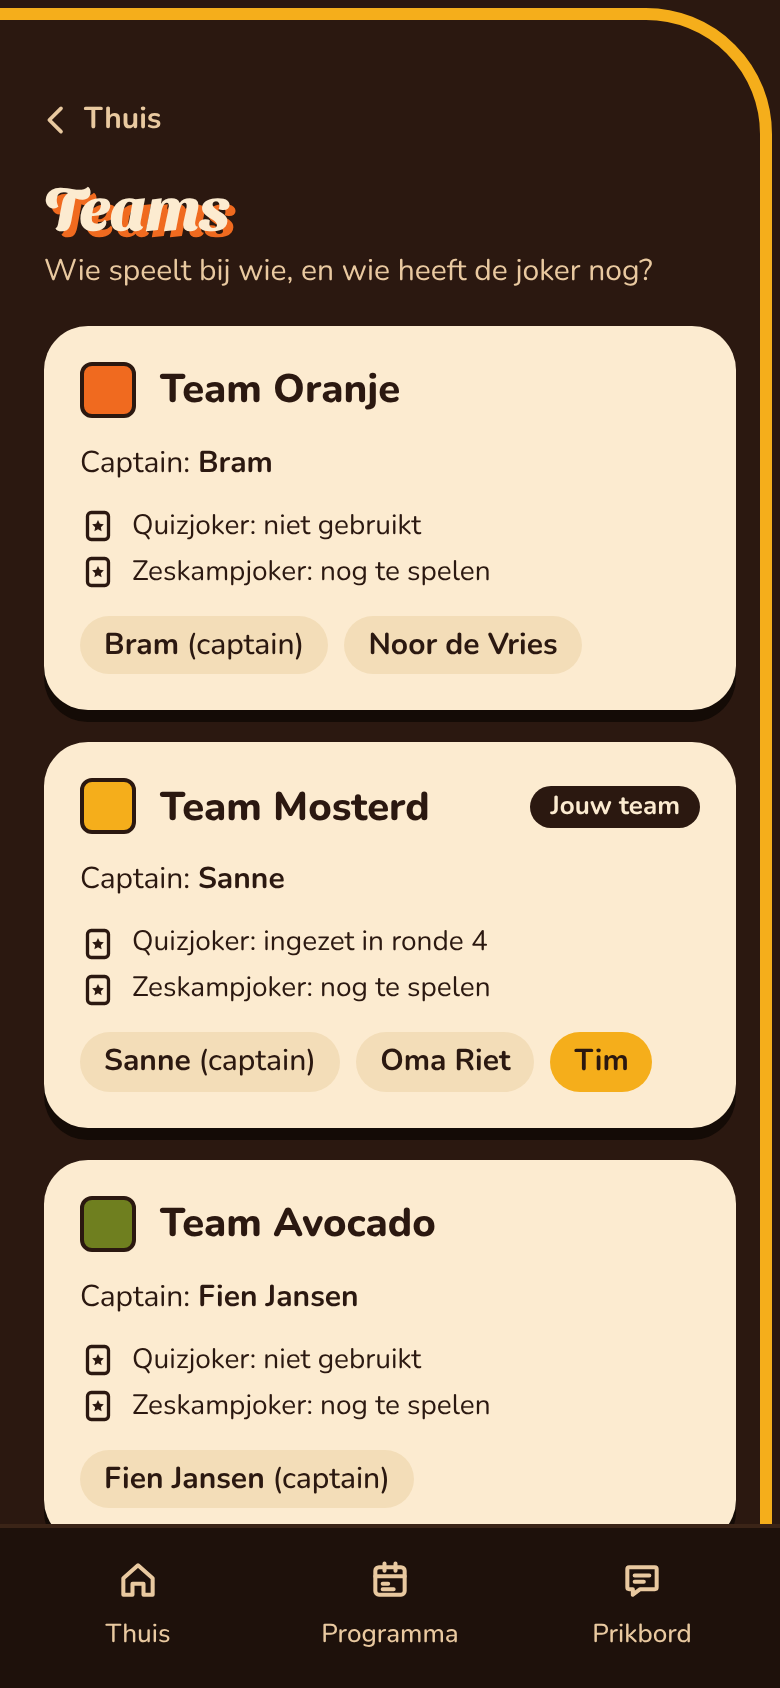 Thuis
Teams
Wie speelt bij wie, en wie heeft de joker nog?
Team Oranje
Captain: Bram
Quizjoker: niet gebruikt
Zeskampjoker: nog te spelen
Bram (captain) Noor de Vries
Team Mosterd Jouw team
Captain: Sanne
Quizjoker: ingezet in ronde 4
Zeskampjoker: nog te spelen
Sanne (captain) Oma Riet Tim
Team Avocado
Captain: Fien Jansen
Quizjoker: niet gebruikt
Zeskampjoker: nog te spelen
Fien Jansen (captain)
Thuis Programma Prikbord